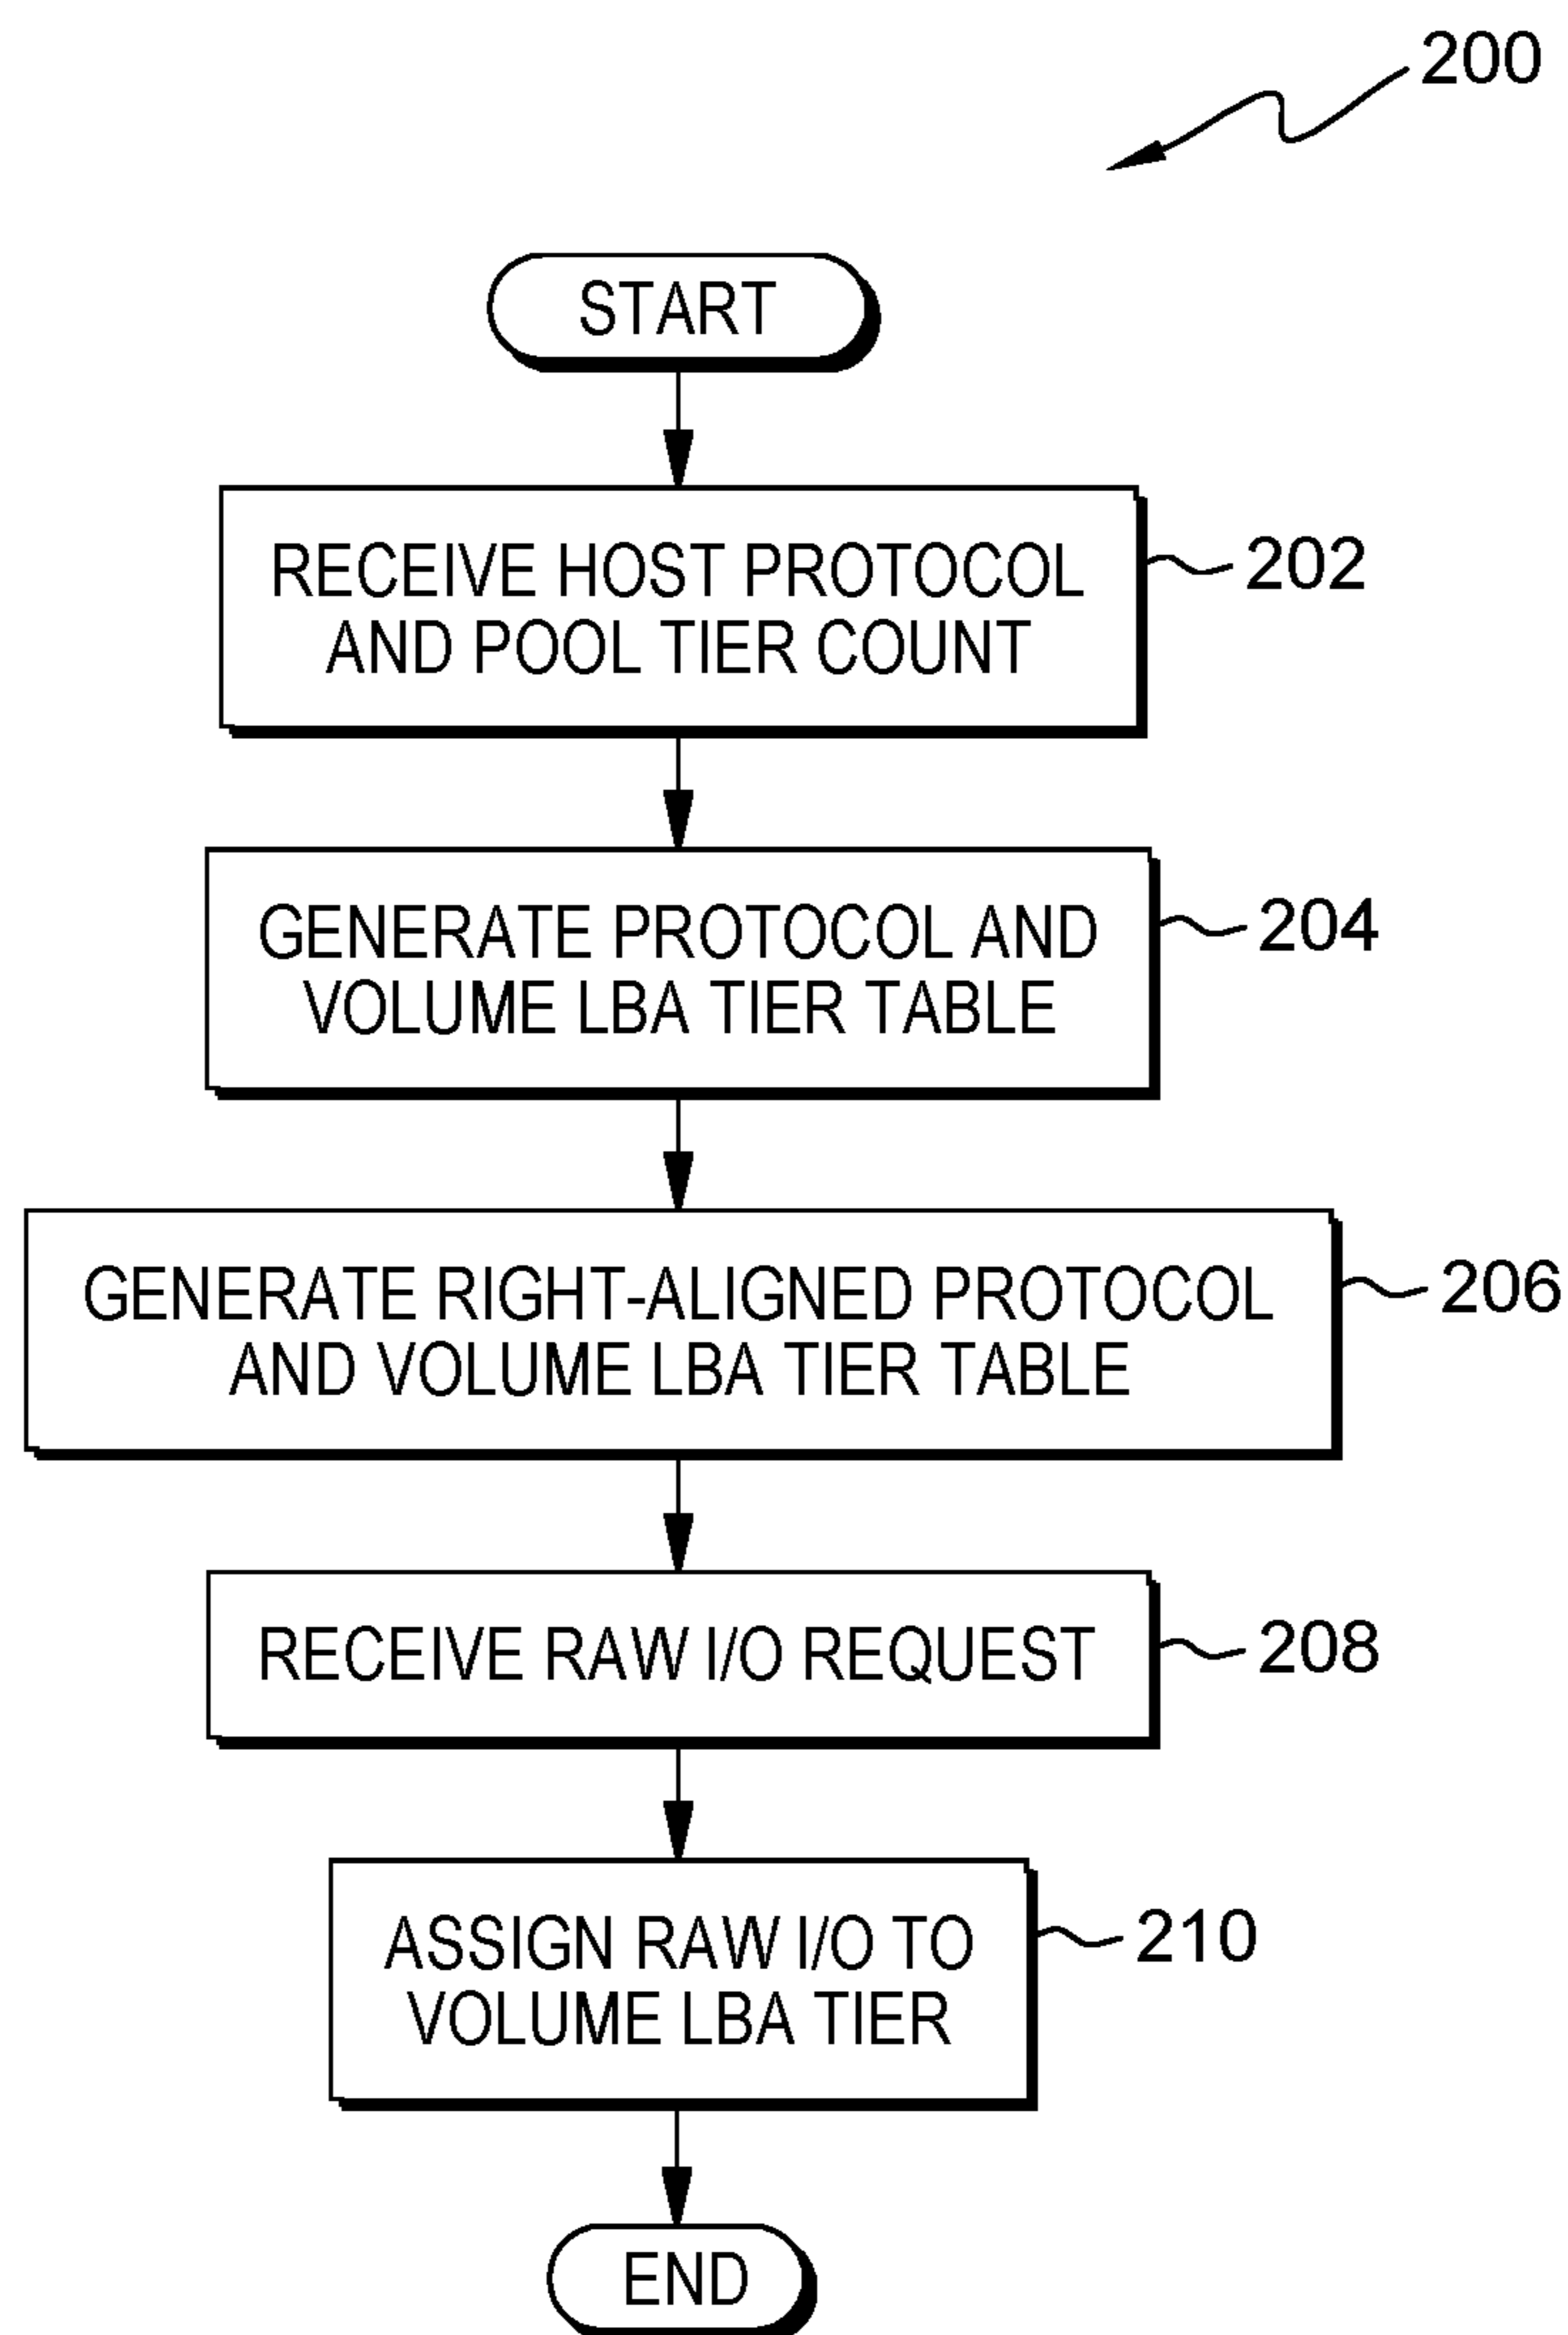 200
START
RECEIVE HOST PROTOCOL
AND POOL TIER COUNT
202
GENERATE PROTOCOL AND
VOLUME LBA TIER TABLE
204
GENERATE RIGHT-ALIGNED PROTOCOL
AND VOLUME LBA TIER TABLE
206
RECEIVE RAW I/O REQUEST
208
ASSIGN RAW I/O TO
VOLUME LBA TIER
210
END